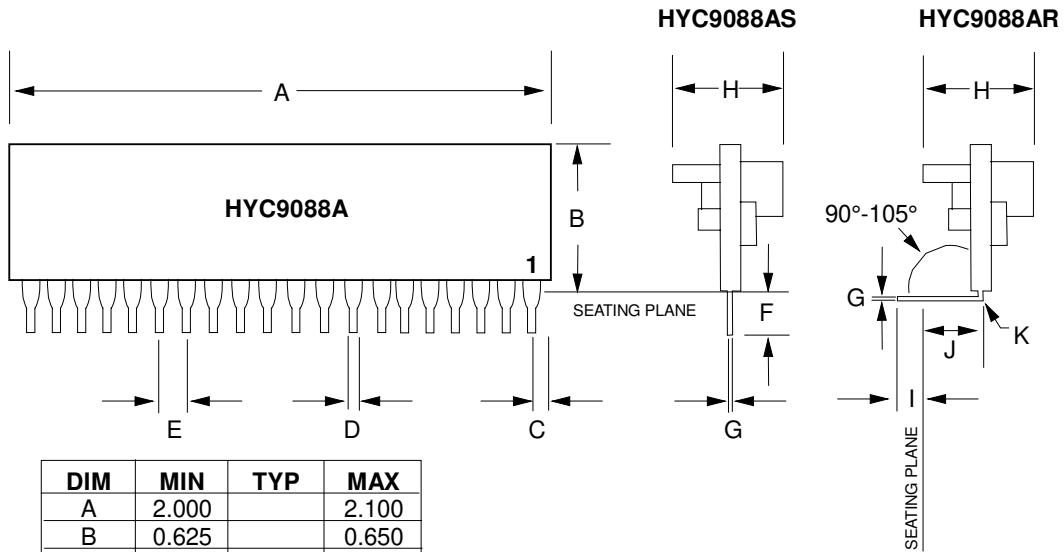 HYC9088AS HYC9088AR
A H H
HYC9088A
B
90°-105°
1
SEATING PLANE F G
J K
E D C G I
SEATING PLANE
DIM MIN TYP MAX
A 2.000 2.100
B 0.625 0.650